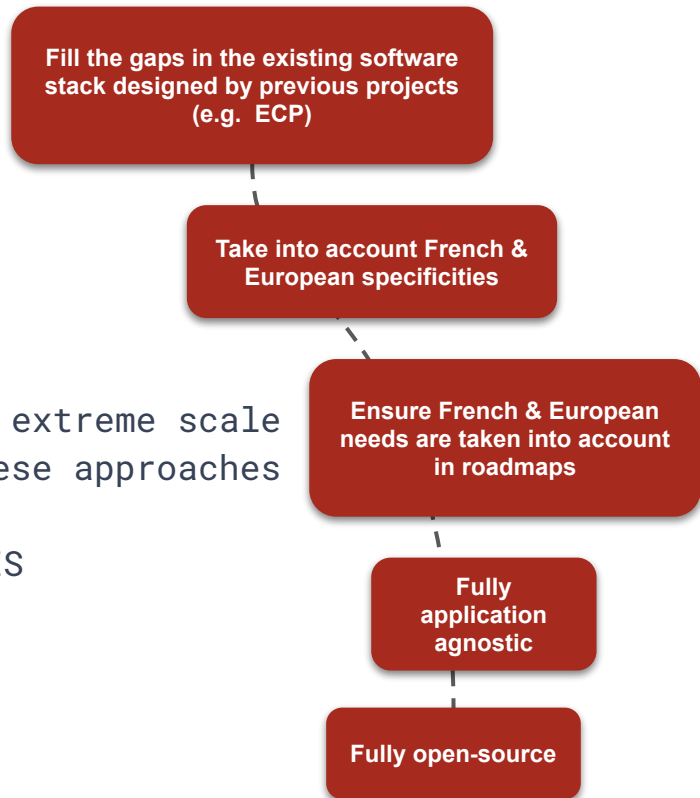 Fill the gaps in the existing software
stack designed by previous projects
(e.g. ECP)
Take into account French &
European specificities
Ensure French & European
needs are taken into account
in roadmaps
extreme scale
ese approaches
S
Fully
application
agnostic
Fully open-source